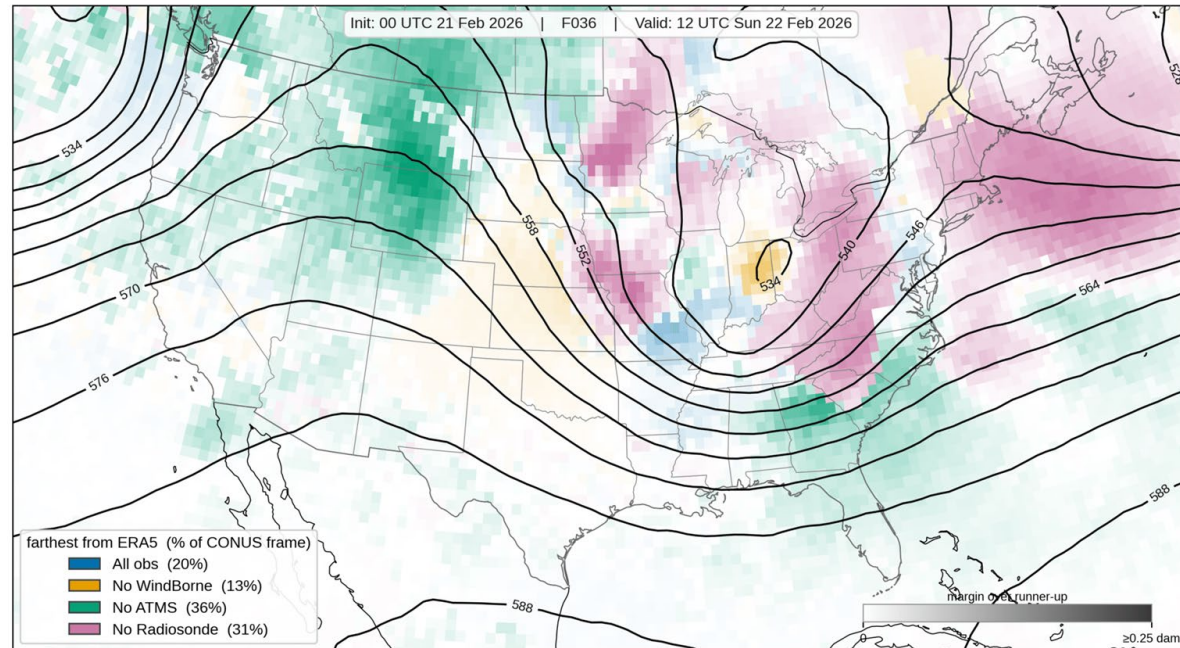 Init: 00 UTC 21 Feb 2026 | F036 | Valid: 12 UTC Sun 22 Feb 2026
528
534
546
540
558
552
534
570
564
576
588
588
farthest from ERA5 (% of CONUS frame)
All obs (20%)
No WindBorne (13%)
No ATMS (36%)
No Radiosonde (31%)
margin over runner-up
0
≥0.25 dam